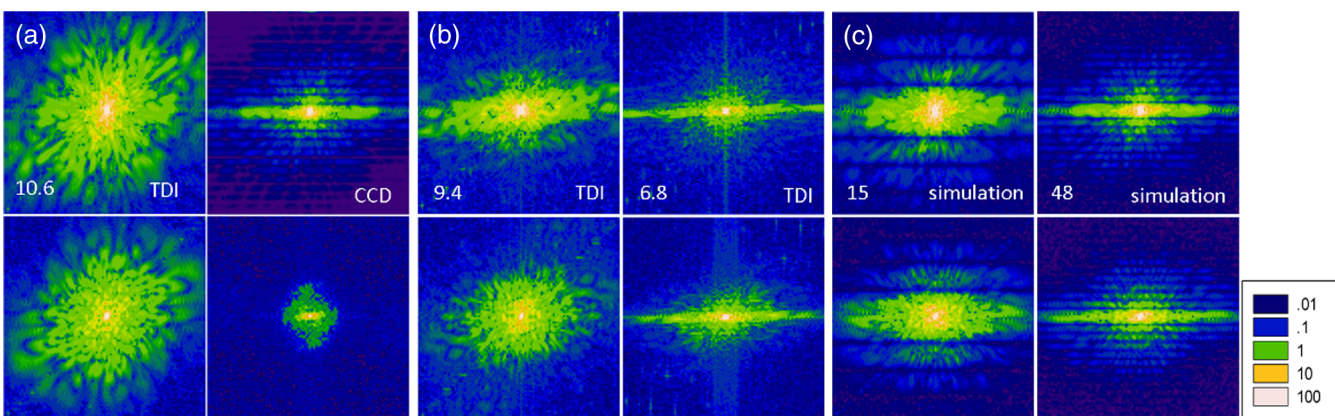 (a)
10.6
TDI
CCD
(b)
9.4
TDI
6.8
TDI
(c)
15
simulation
48
simulation
.01
.1
1
10
100